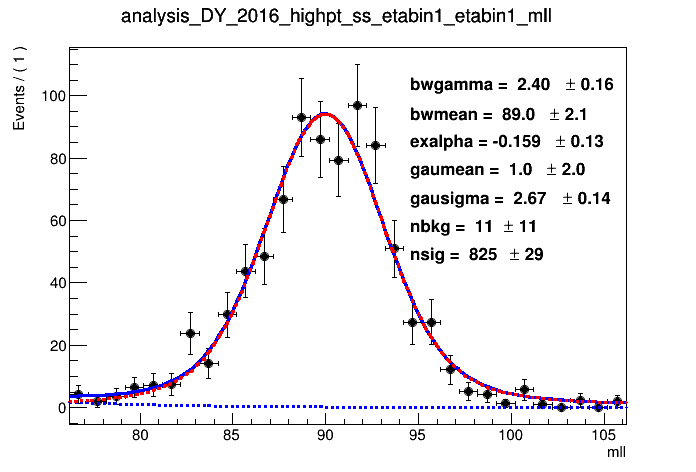 analysis_DY_2016_highpt_ss_etabin1_etabin1_mll
Events / ( 1 )
100
80
60
40
20
0
bwgamma = 2.40 ± 0.16
bwmean = 89.0 ± 2.1
exalpha = -0.159 ± 0.13
gaumean = 1.0 ± 2.0
gausigma = 2.67 ± 0.14
nbkg = 11 ± 11
nsig = 825 ± 29
80 85 90 95 100 105
mll